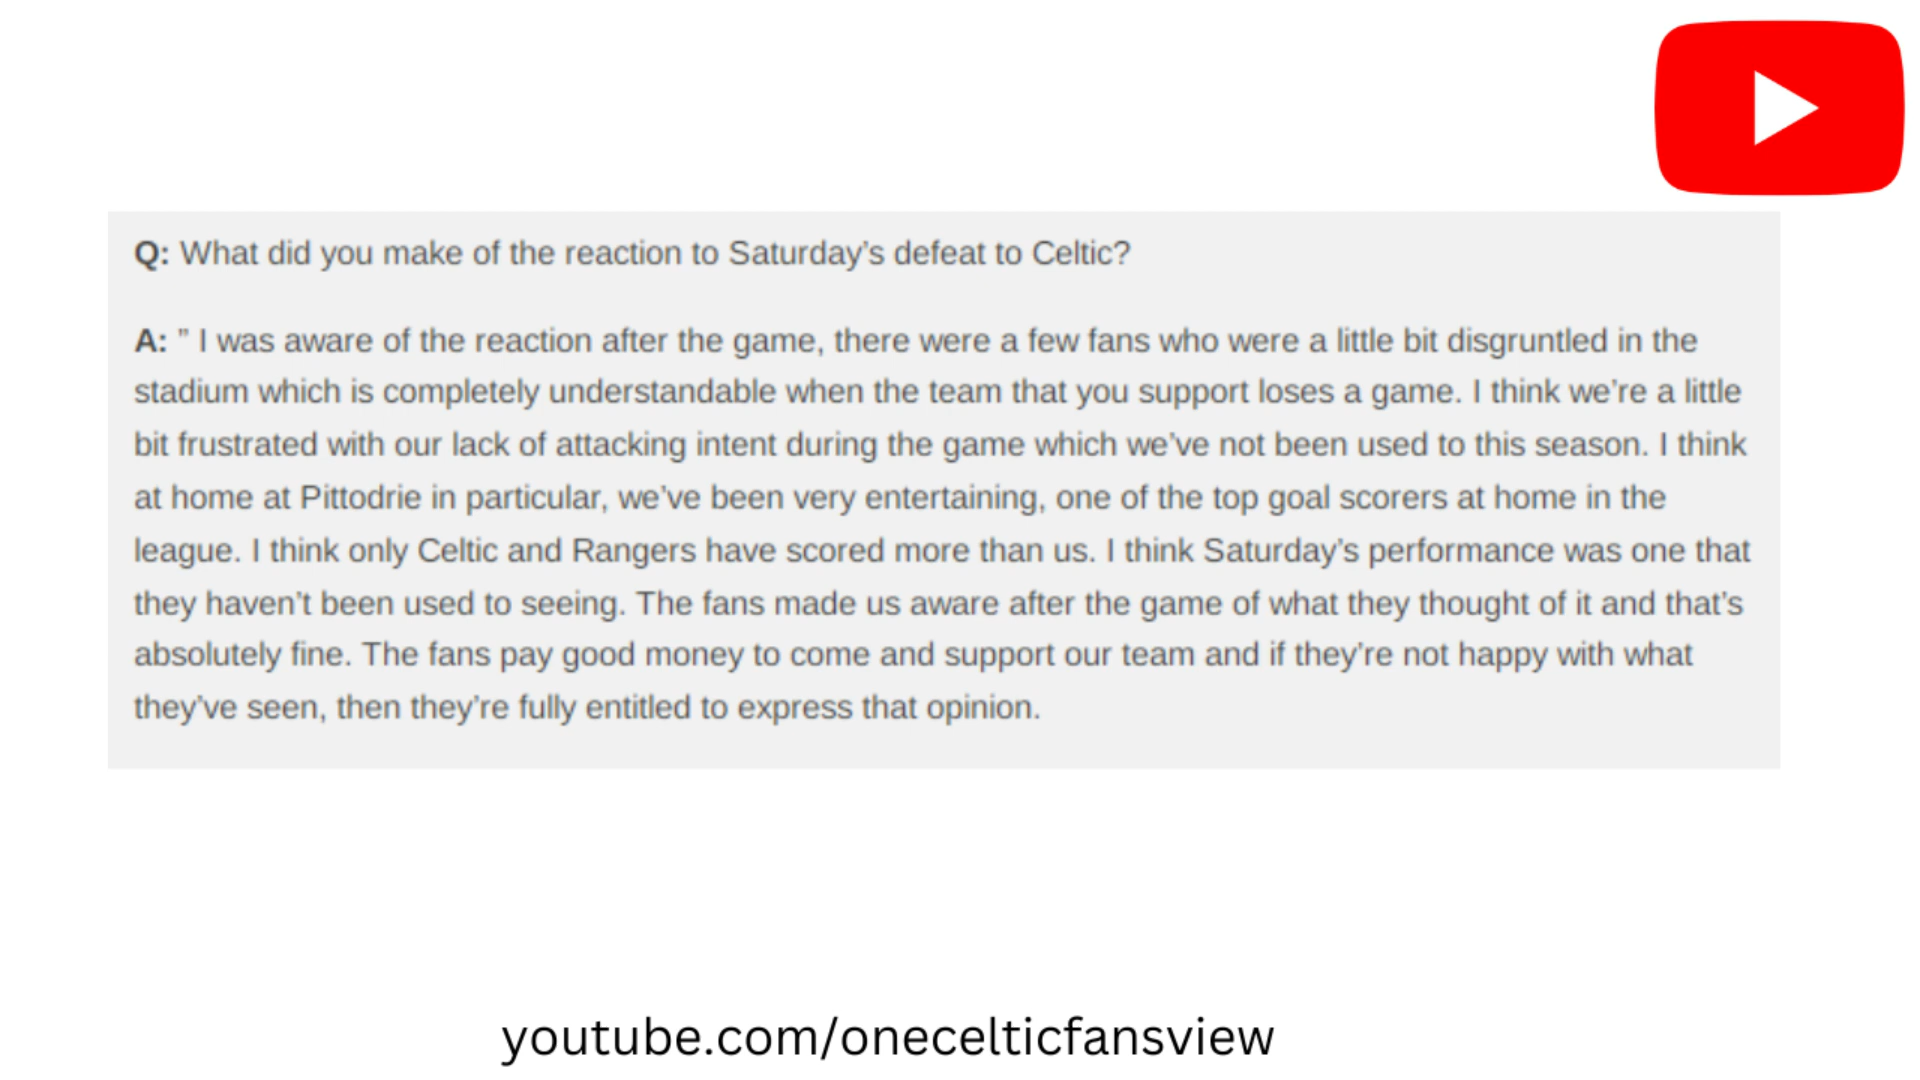 Q: What did you make of the reaction to Saturday’s defeat to Celtic?
A: ” I was aware of the reaction after the game, there were a few fans who were a little bit disgruntled in the
stadium which is completely understandable when the team that you support loses a game. I think we’re a little
bit frustrated with our lack of attacking intent during the game which we’ve not been used to this season. I think
at home at Pittodrie in particular, we’ve been very entertaining, one of the top goal scorers at home in the
league. I think only Celtic and Rangers have scored more than us. I think Saturday’s performance was one that
they haven’t been used to seeing. The fans made us aware after the game of what they thought of it and that’s
absolutely fine. The fans pay good money to come and support our team and if they’re not happy with what
they’ve seen, then they’re fully entitled to express that opinion.
youtube.com/onecelticfansview